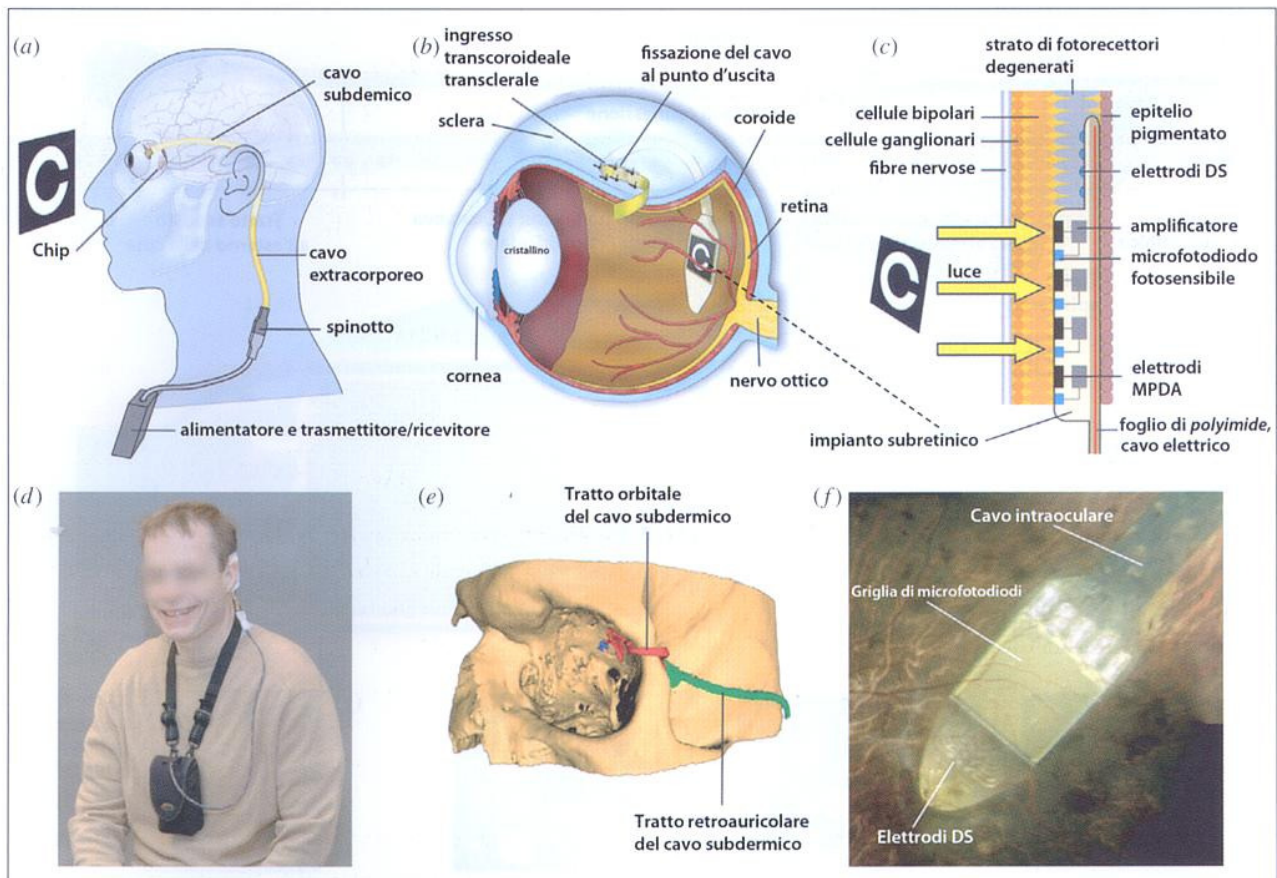 (a)
cavo
subdemico
C
Chip
cavo
extracorporeo
spinotto
alimentatore e trasmettitore/ricevitore
(b)
ingresso
transcoroideale
transclerale
fissazione del cavo
al punto d'uscita
sclera
coroide
retina
cristallino
C
cornea
nervo ottico
impianto subretinico
(c)
strato di fotorecettori
degenerati
cellule bipolari
cellule ganglionari
fibre nervose
epitelio
pigmentato
elettrodi DS
amplificatore
microfotodiodo
fotosensibile
luce
C
elettrodi
MPDA
foglio di polyimide,
cavo elettrico
(d)
(e)
Tratto orbitale
del cavo subdermico
Tratto retroauricolare
del cavo subdermico
(f)
Cavo intraoculare
Griglia di microfotodiodi
Elettrodi DS